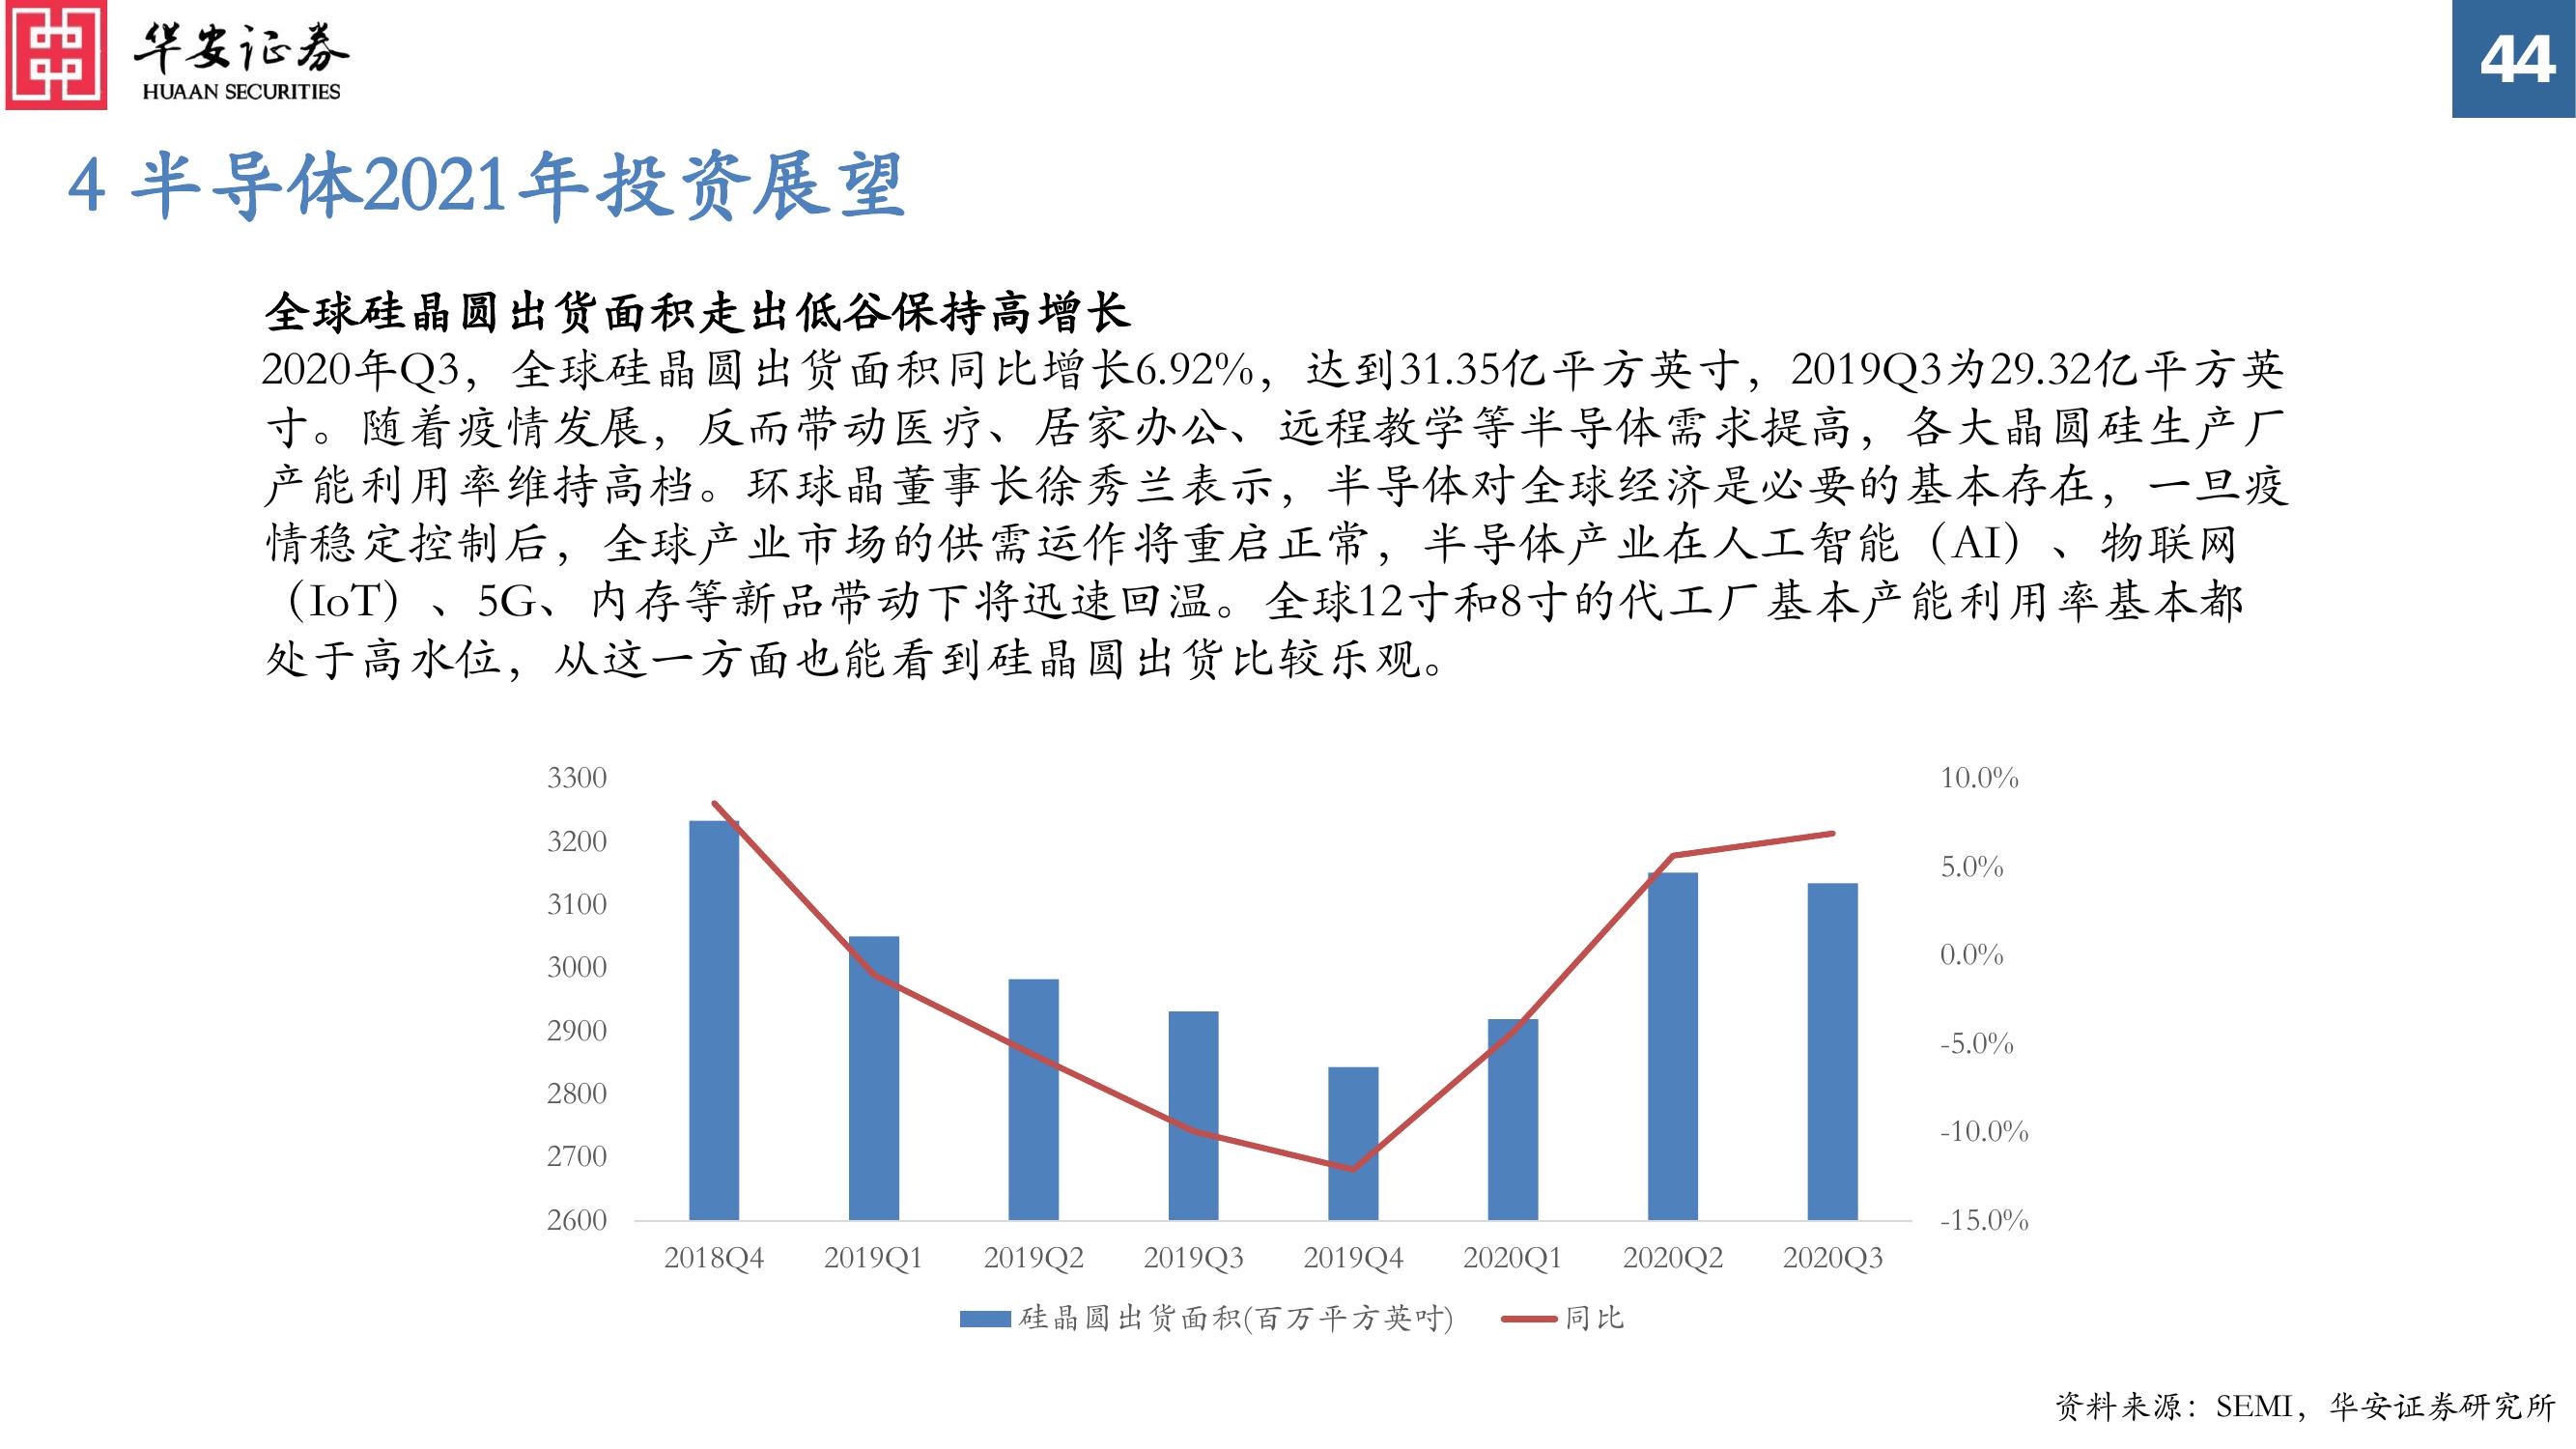 华安证券
HUAAN SECURITIES
44
4 半导体2021年投资展望
全球硅晶圆出货面积走出低谷保持高增长
2020年Q3，全球硅晶圆出货面积同比增长6.92%，达到31.35亿平方英寸，2019Q3为29.32亿平方英
寸。随着疫情发展，反而带动医疗、居家办公、远程教学等半导体需求提高，各大晶圆硅生产厂
产能利用率维持高档。环球晶董事长徐秀兰表示，半导体对全球经济是必要的基本存在，一旦疫
情稳定控制后，全球产业市场的供需运作将重启正常，半导体产业在人工智能（AI）、物联网
（IoT）、5G、内存等新品带动下将迅速回温。全球12寸和8寸的代工厂基本产能利用率基本都
处于高水位，从这一方面也能看到硅晶圆出货比较乐观。
3300
3200
3100
3000
2900
2800
2700
2600
10.0%
5.0%
0.0%
-5.0%
-10.0%
-15.0%
2018Q4 2019Q1 2019Q2 2019Q3 2019Q4 2020Q1 2020Q2 2020Q3
硅晶圆出货面积(百万平方英吋) 同比
资料来源：SEMI，华安证券研究所